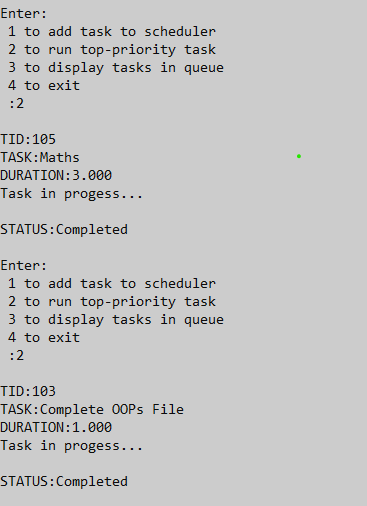 Enter:
1 to add task to scheduler
2 to run top-priority task
3 to display tasks in queue
4 to exit
:2
TID:105
TASK:Maths
DURATION:3.000
Task in progess...
STATUS:Completed
Enter:
1 to add task to scheduler
2 to run top-priority task
3 to display tasks in queue
4 to exit
:2
TID:103
TASK:Complete OOPs File
DURATION:1.000
Task in progess...
STATUS:Completed